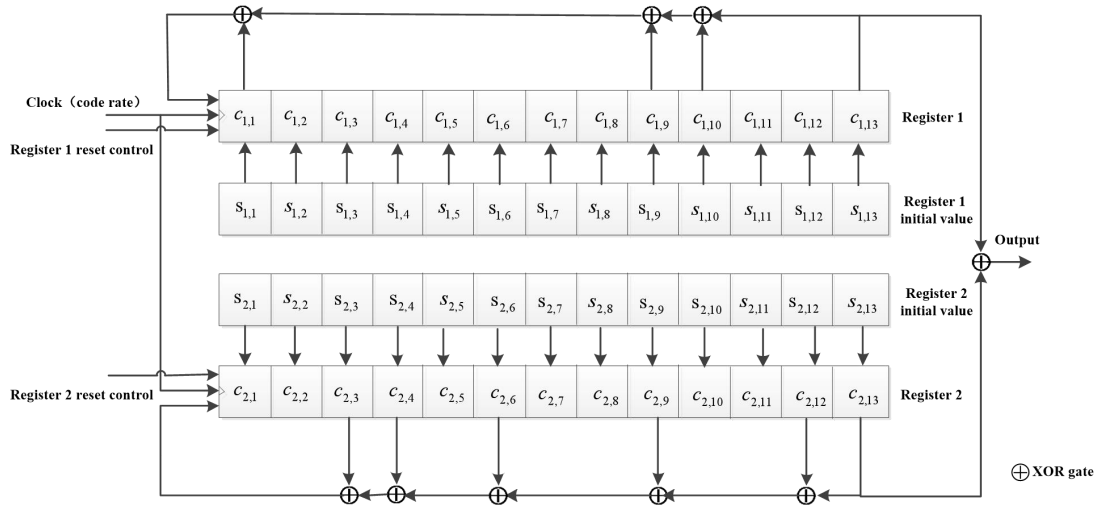 Clock（code rate）
Register 1 reset control
c1,1 c1,2 c1,3 c1,4 c1,5 c1,6 c1,7 c1,8 c1,9 c1,10 c1,11 c1,12 c1,13
Register 1
s1,1 s1,2 s1,3 s1,4 s1,5 s1,6 s1,7 s1,8 s1,9 s1,10 s1,11 s1,12 s1,13
Register 1
initial value
Output
s2,1 s2,2 s2,3 s2,4 s2,5 s2,6 s2,7 s2,8 s2,9 s2,10 s2,11 s2,12 s2,13
Register 2
initial value
Register 2 reset control
c2,1 c2,2 c2,3 c2,4 c2,5 c2,6 c2,7 c2,8 c2,9 c2,10 c2,11 c2,12 c2,13
Register 2
XOR gate